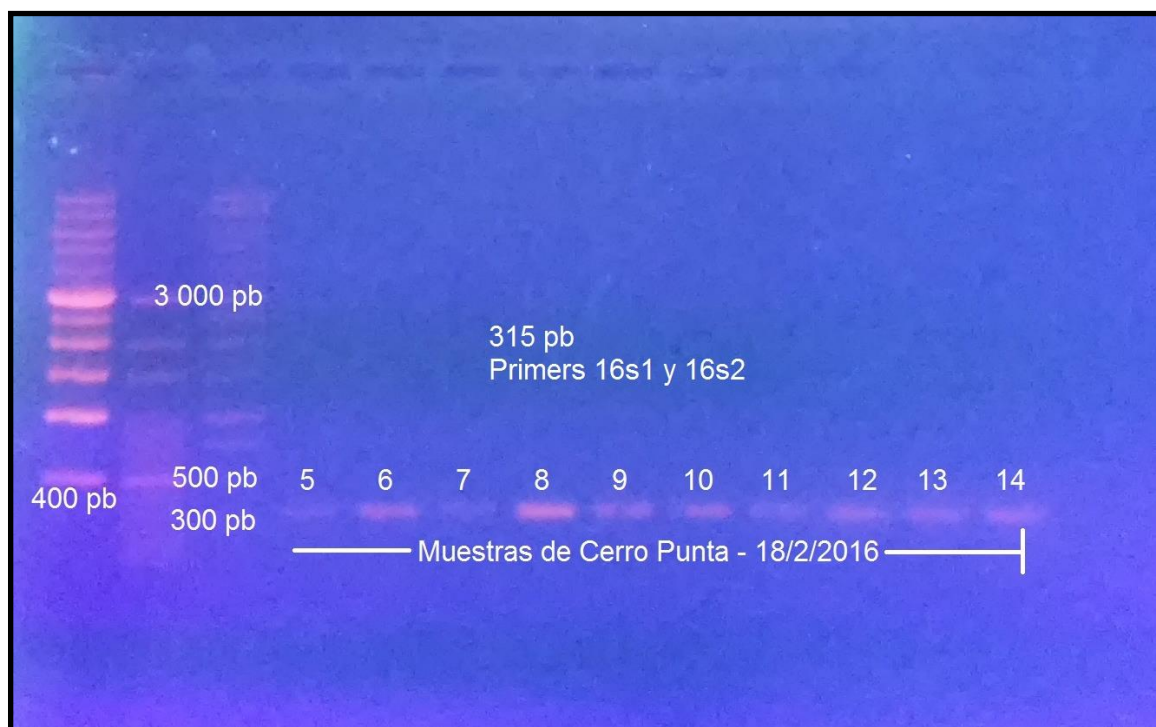 3 000 pb
315 pb
Primers 16s1 y 16s2
400 pb
500 pb
300 pb
5 6 7 8 9 10 11 12 13 14
Muestras de Cerro Punta - 18/2/2016